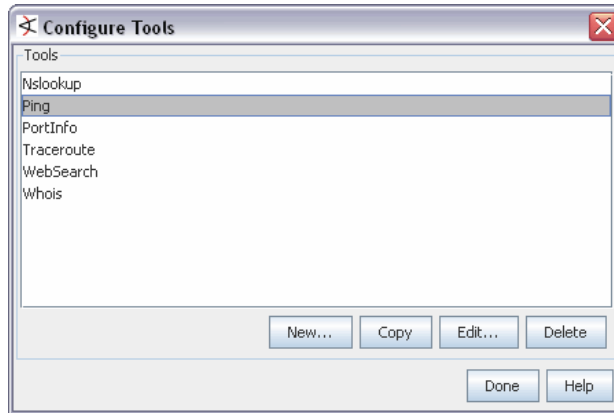 Configure Tools
Tools
Nslookup
Ping
PortInfo
Traceroute
WebSearch
Whois
New... Copy Edit... Delete
Done Help